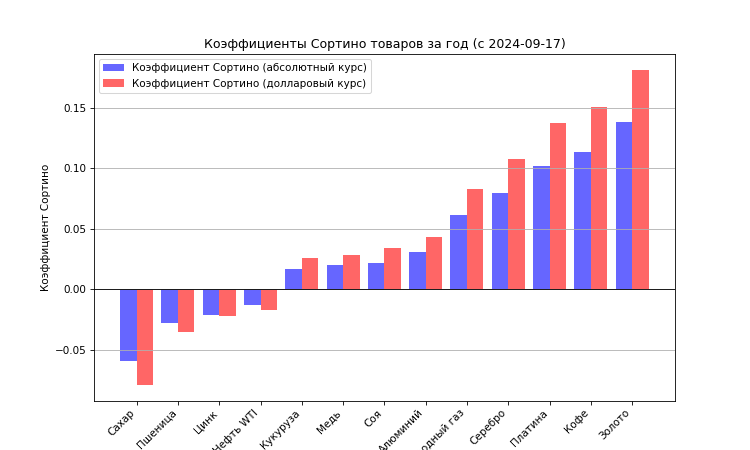 Коэффициенты Сортино товаров за год (с 2024-09-17)
Коэффициент Сортино (абсолютный курс)
Коэффициент Сортино (долларовый курс)
Коэффициент Сортино
0.15
0.10
0.05
0.00
−0.05
Сахар
Пшеница
Цинк
Нефть WTI
Кукуруза
Медь
Соя
Алюминий
одный газ
Серебро
Платина
Кофе
Золото